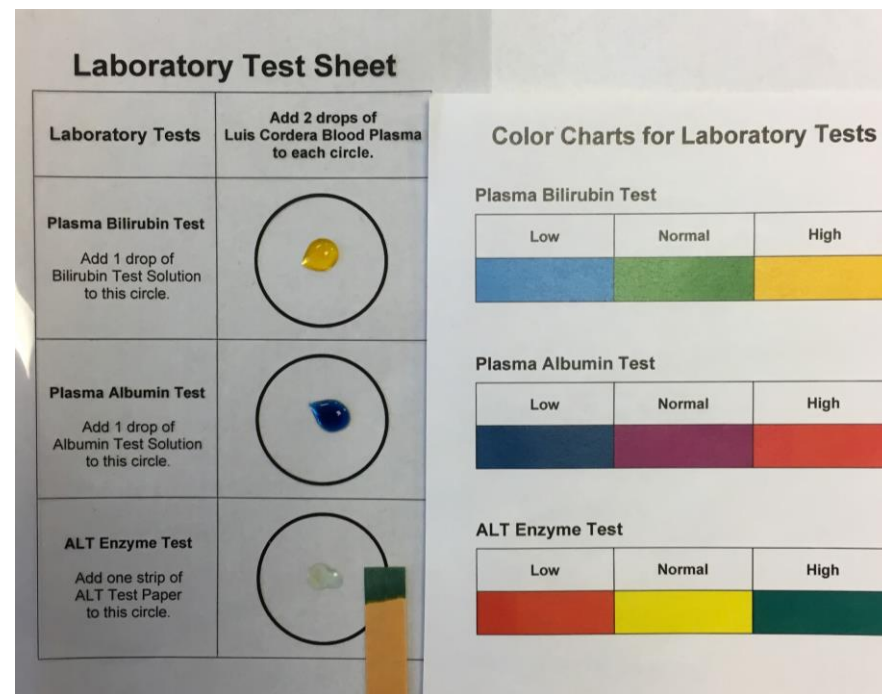 Laboratory Test Sheet
Laboratory Tests
Add 2 drops of
Luis Cordera Blood Plasma
to each circle.
Plasma Bilirubin Test
Add 1 drop of
Bilirubin Test Solution
to this circle.
Plasma Albumin Test
Add 1 drop of
Albumin Test Solution
to this circle.
ALT Enzyme Test
Add one strip of
ALT Test Paper
to this circle.
Color Charts for Laboratory Tests
Plasma Bilirubin Test
Low Normal High
Plasma Albumin Test
Low Normal High
ALT Enzyme Test
Low Normal High